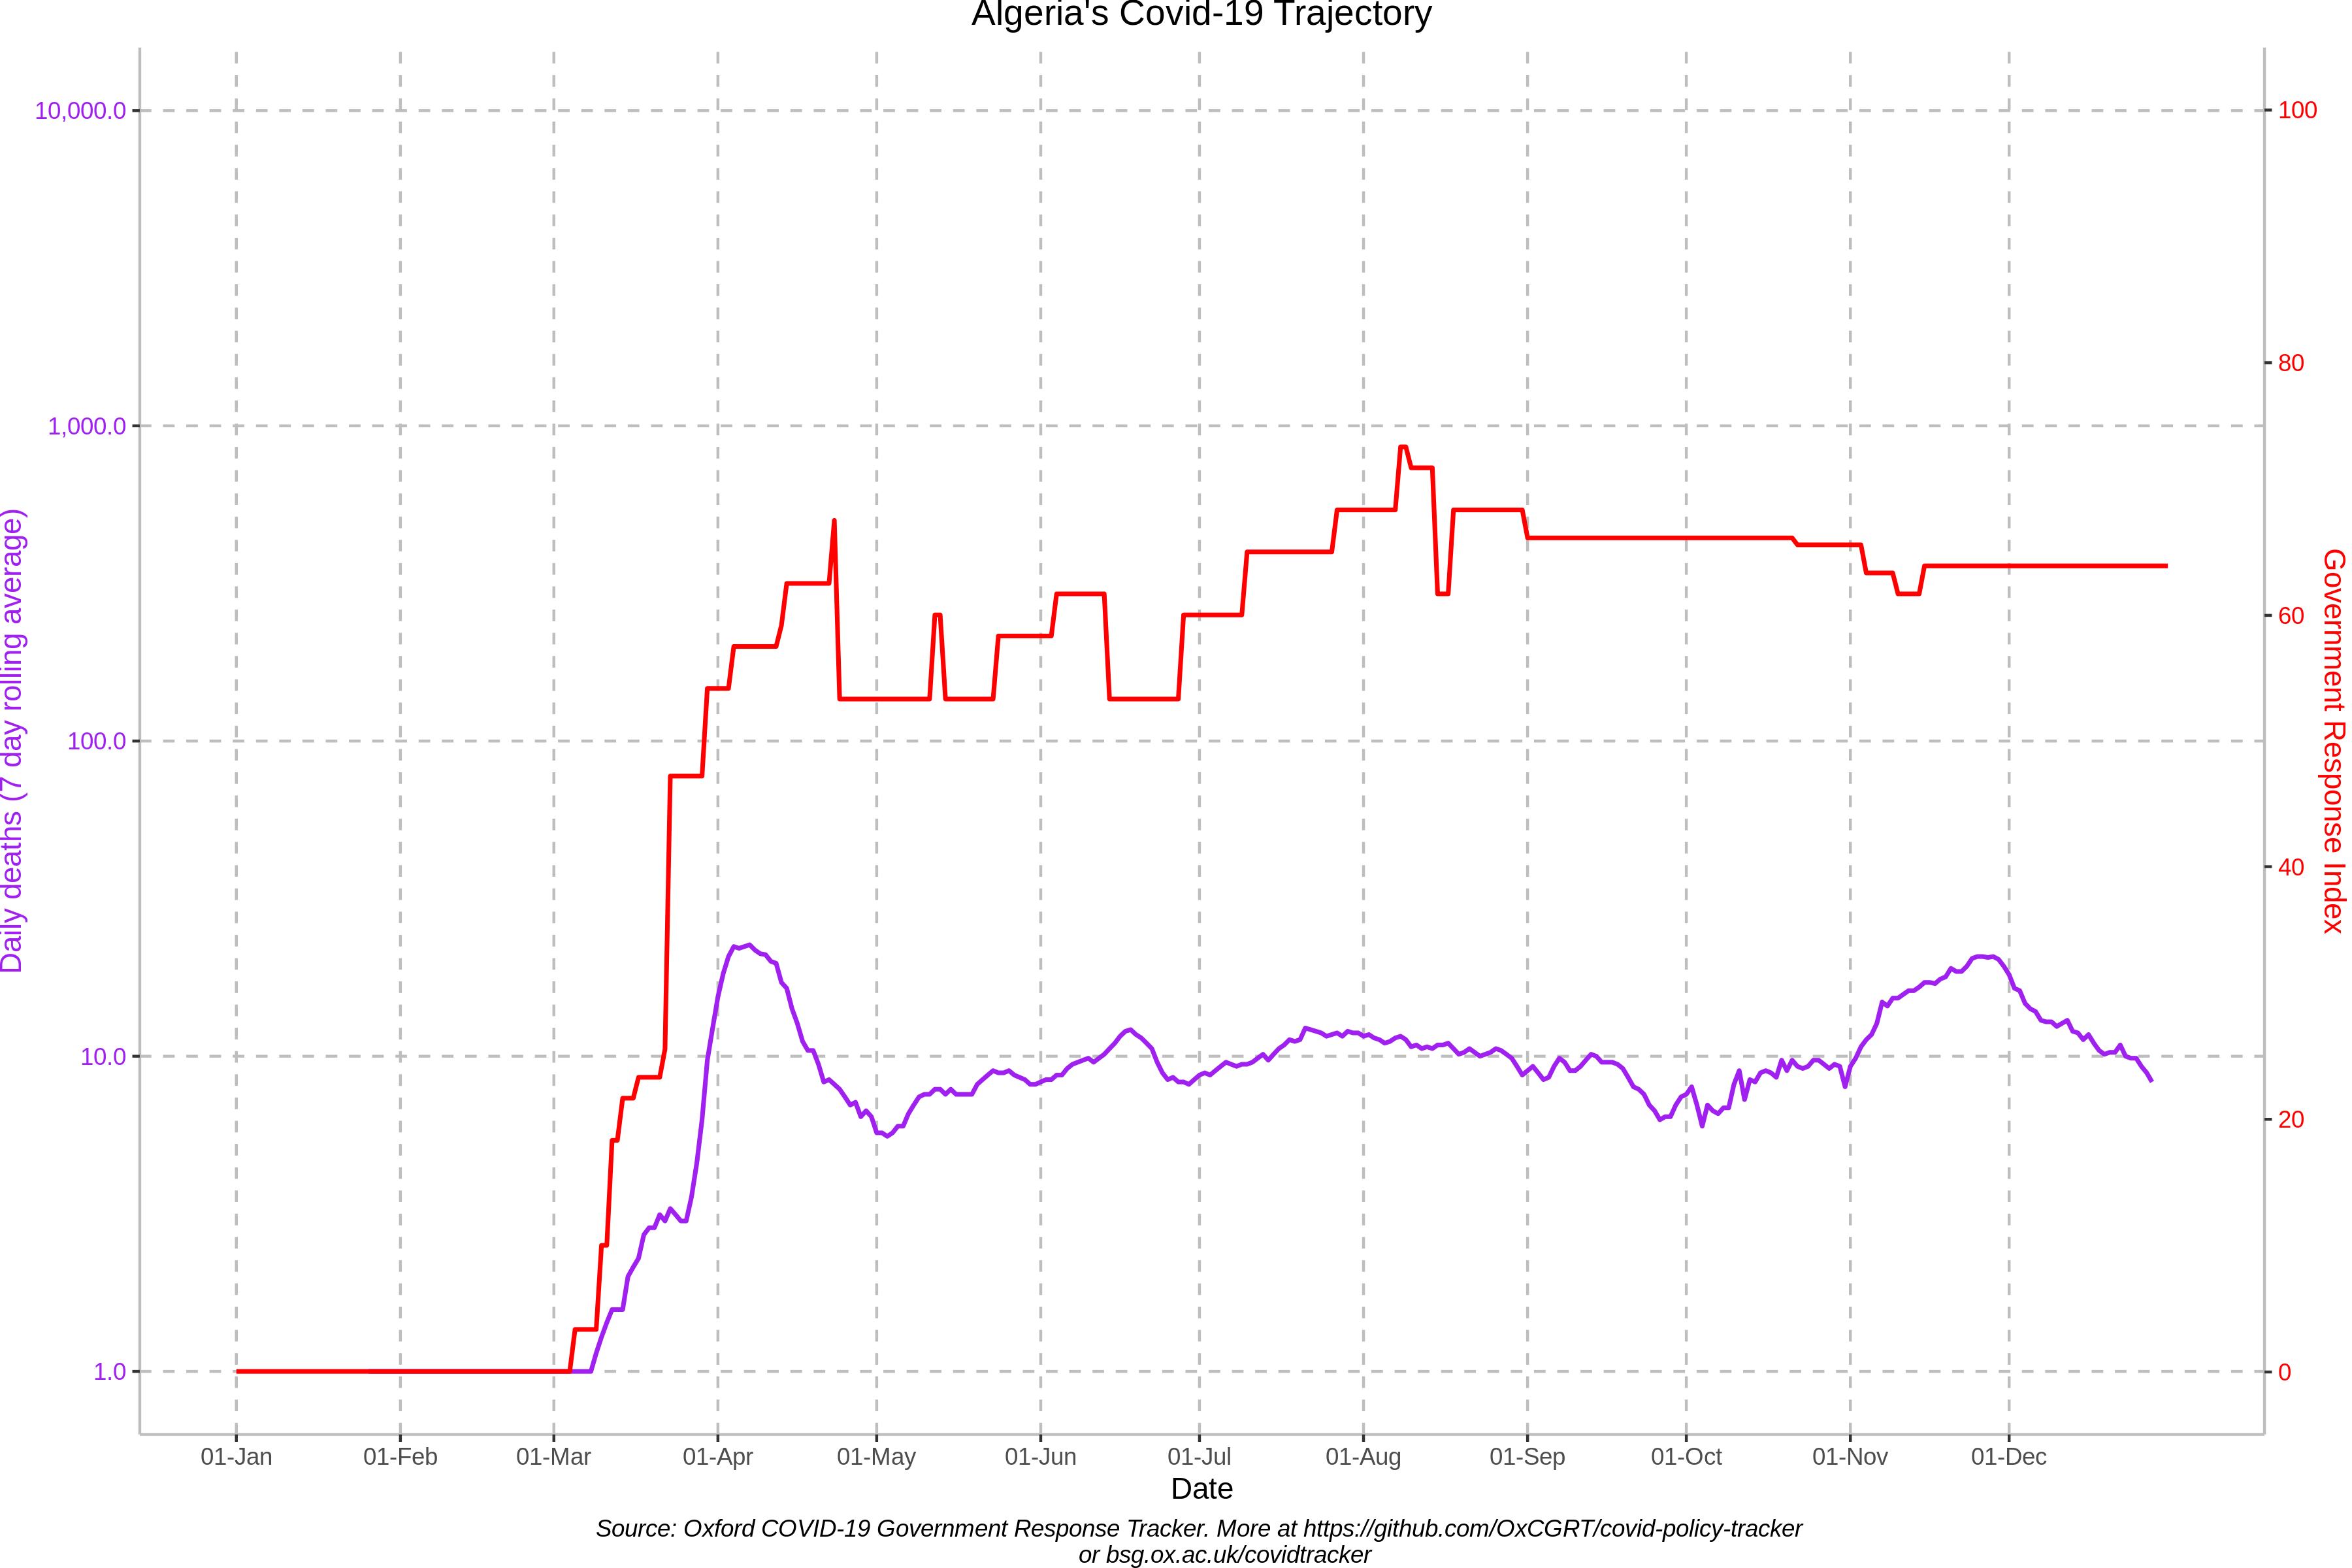 Algeria's Covid-19 Trajectory
10,000.0
1,000.0
100.0
10.0
1.0
Daily deaths (7 day rolling average)
100
80
60
40
20
0
Government Response Index
01-Jan 01-Feb 01-Mar 01-Apr 01-May 01-Jun 01-Jul 01-Aug 01-Sep 01-Oct 01-Nov 01-Dec
Date
Source: Oxford COVID-19 Government Response Tracker. More at https://github.com/OxCGRT/covid-policy-tracker
or bsg.ox.ac.uk/covidtracker